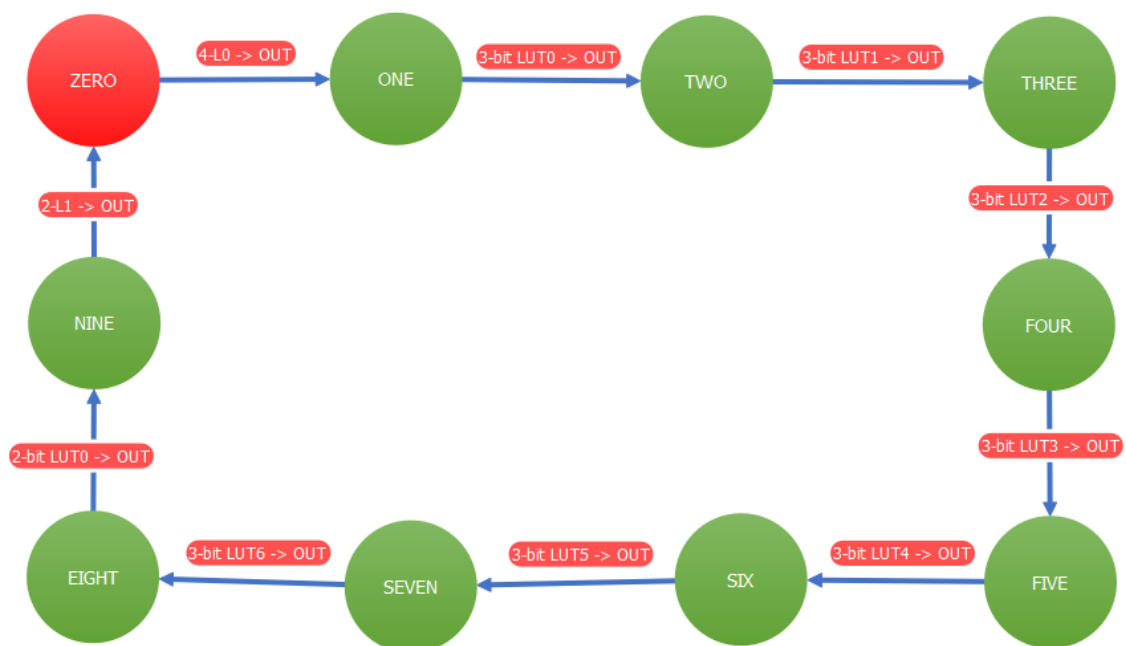 ZERO
4-L0 -> OUT
ONE
3-bit LUT0 -> OUT
TWO
3-bit LUT1 -> OUT
THREE
3-bit LUT2 -> OUT
FOUR
3-bit LUT3 -> OUT
FIVE
3-bit LUT4 -> OUT
SIX
3-bit LUT5 -> OUT
SEVEN
3-bit LUT6 -> OUT
EIGHT
2-bit LUT0 -> OUT
NINE
2-L1 -> OUT